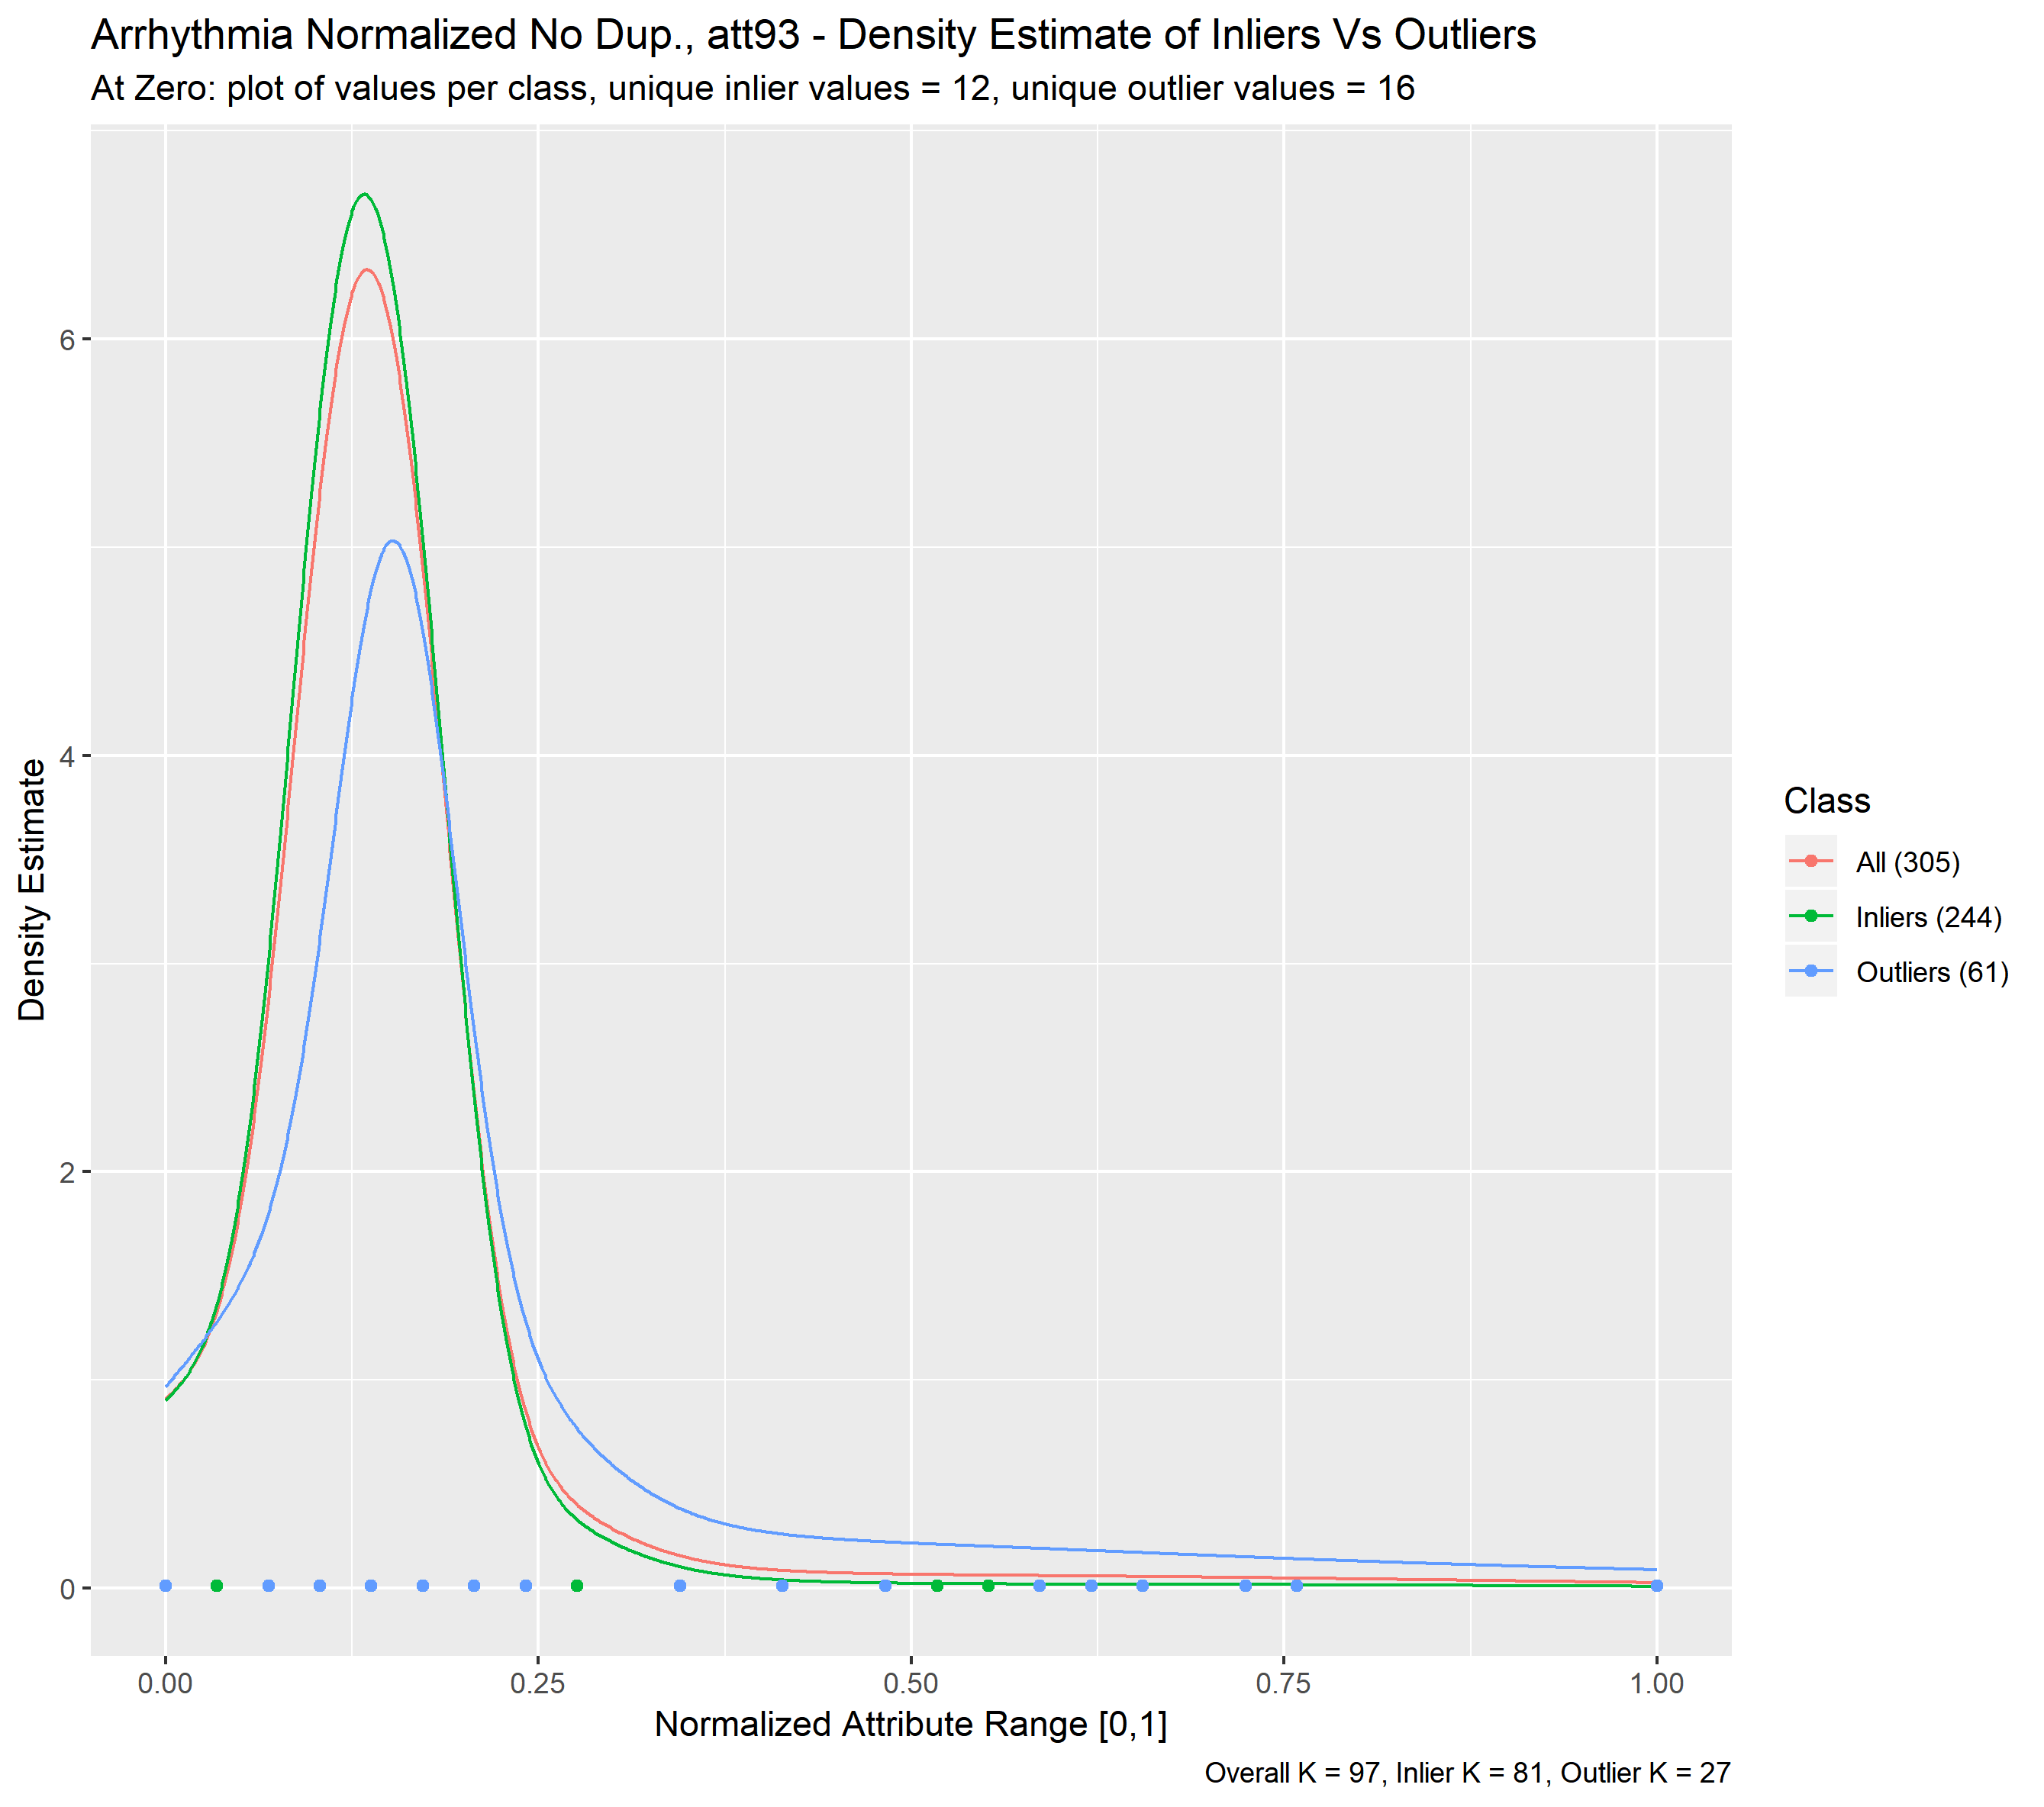 Arrhythmia Normalized No Dup., att93 - Density Estimate of Inliers Vs Outliers
At Zero: plot of values per class, unique inlier values = 12, unique outlier values = 16
Density Estimate
6
4
2
0
0.00
0.25
0.50
0.75
1.00
Normalized Attribute Range [0,1]
Class
All (305)
Inliers (244)
Outliers (61)
Overall K = 97, Inlier K = 81, Outlier K = 27